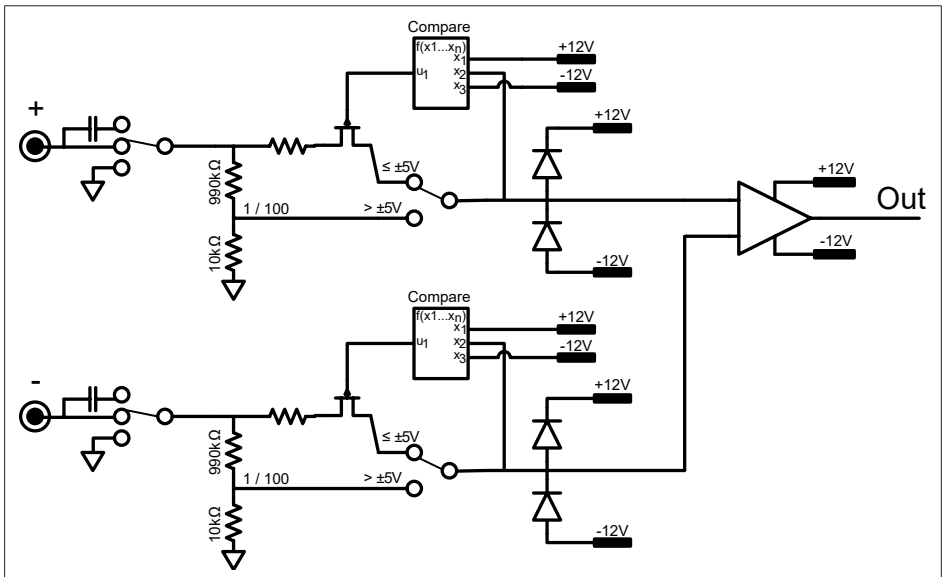 Compare
f(x1...xn)
x1
u1
x2
x3
+12V
-12V
+
+12V
≤ ±5V
990kΩ
1 / 100
> ±5V
10kΩ
-12V
+12V
Out
-12V
Compare
f(x1...xn)
x1
u1
x2
x3
+12V
-12V
-
+12V
≤ ±5V
990kΩ
1 / 100
> ±5V
10kΩ
-12V